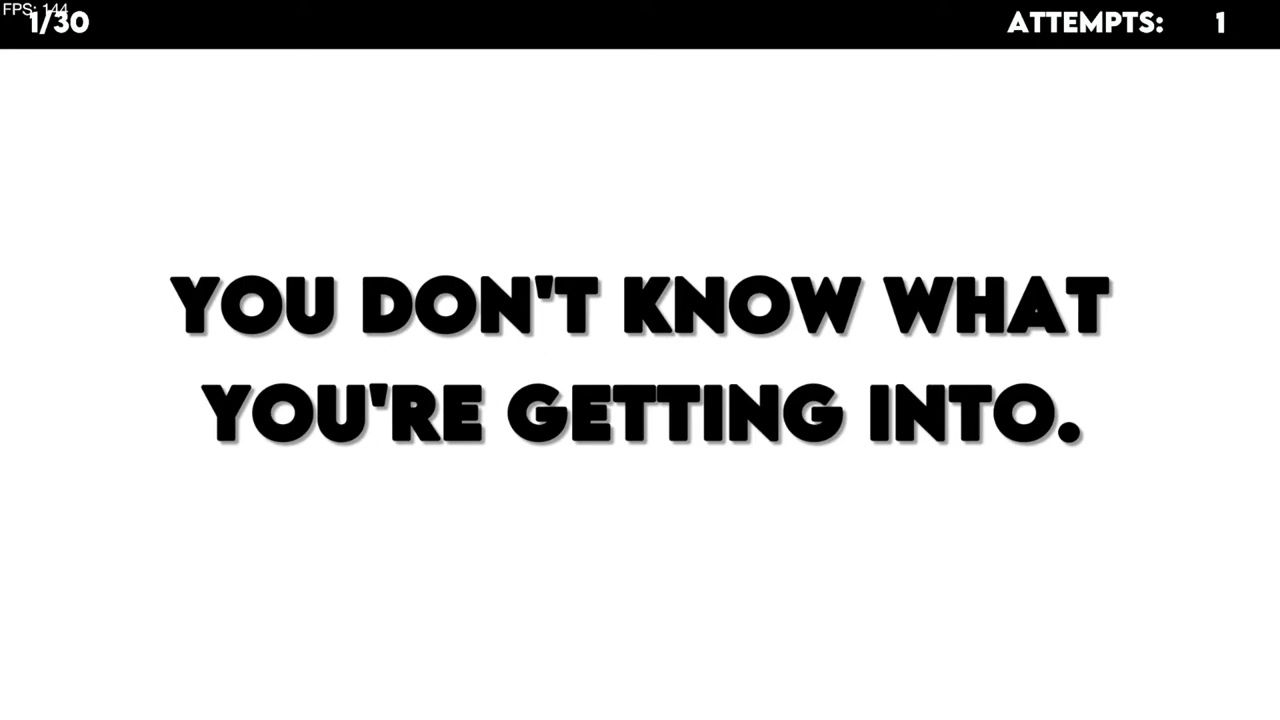 FPS: 144
1/30
ATTEMPTS: 1
YOU DON'T KNOW WHAT
YOU'RE GETTING INTO.